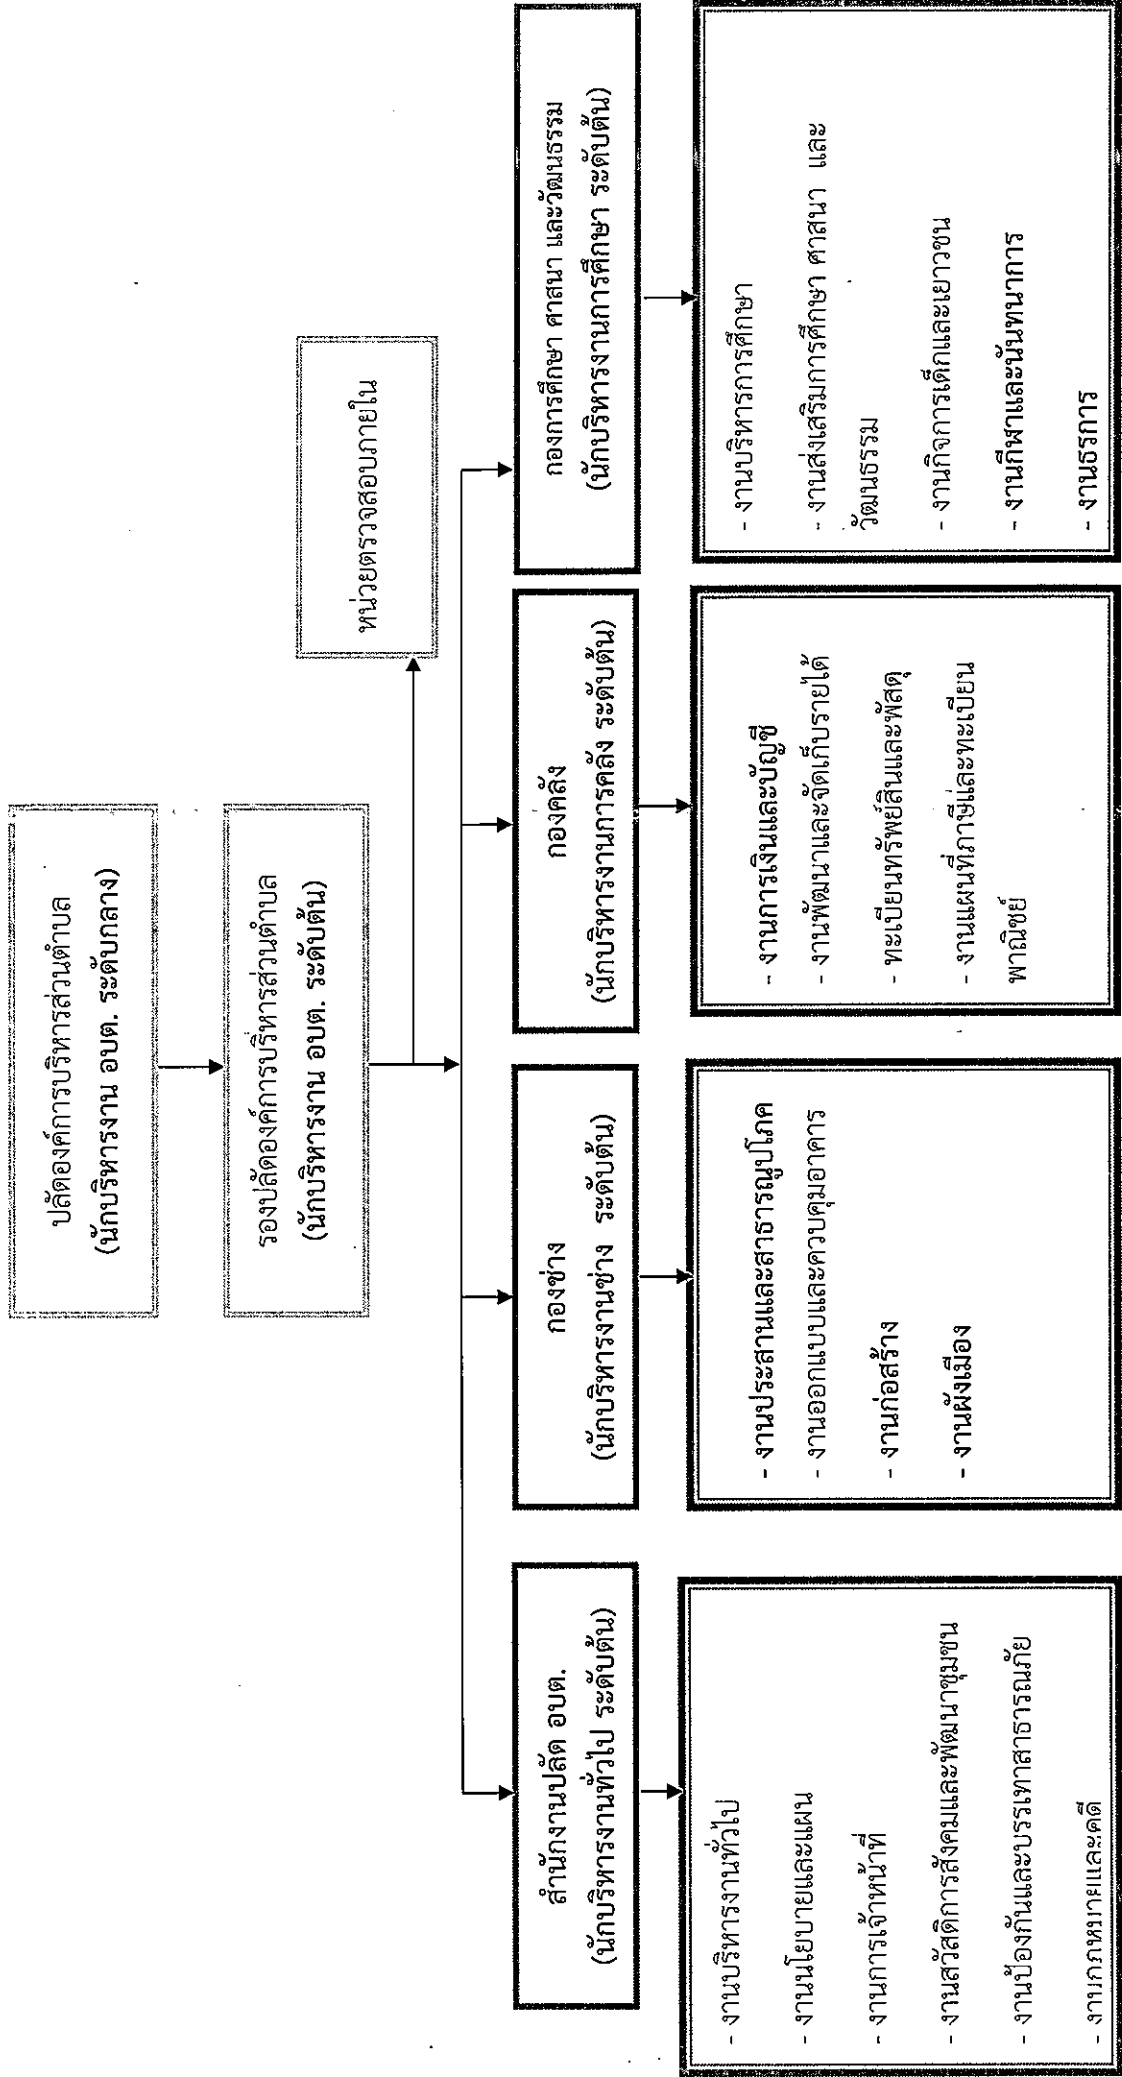 ปลัดองค์การบริหารส่วนตำบล
(นักบริหารงาน อบต. ระดับกลาง)
รองปลัดองค์การบริหารส่วนตำบล
(นักบริหารงาน อบต. ระดับต้น)
หน่วยตรวจสอบภายใน
สำนักงานปลัด อบต.
(นักบริหารงานทั่วไป ระดับต้น)
- งานบริหารงานทั่วไป
- งานนโยบายและแผน
- งานการเจ้าหน้าที่
- งานสวัสดิการสังคมและพัฒนาชุมชน
- งานป้องกันและบรรเทาสาธารณภัย
- งานกฎหมายและคดี
กองช่าง
(นักบริหารงานช่าง ระดับต้น)
- งานประสานและสาธารณูปโภค
- งานออกแบบและควบคุมอาคาร
- งานก่อสร้าง
- งานผังเมือง
กองคลัง
(นักบริหารงานการคลัง ระดับต้น)
- งานการเงินและบัญชี
- งานพัฒนาและจัดเก็บรายได้
- ทะเบียนทรัพย์สินและพัสดุ
- งานแผนที่ภาษีและทะเบียน
พาณิชย์
กองการศึกษา ศาสนา และวัฒนธรรม
(นักบริหารงานการศึกษา ระดับต้น)
- งานบริหารการศึกษา
- งานส่งเสริมการศึกษา ศาสนา และ
วัฒนธรรม
- งานกิจการเด็กและเยาวชน
- งานกีฬาและนันทนาการ
- งานธุรการ